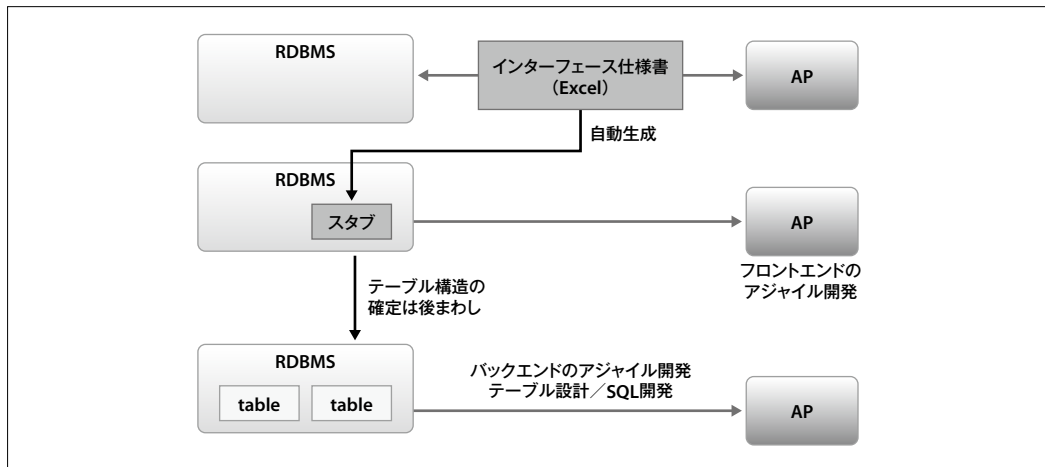 RDBMS
インターフェース仕様書
（Excel）
AP
自動生成
RDBMS
スタブ
AP
フロントエンドの
アジャイル開発
テーブル構造の
確定は後まわし
RDBMS
table
table
バックエンドのアジャイル開発
テーブル設計／SQL開発
AP